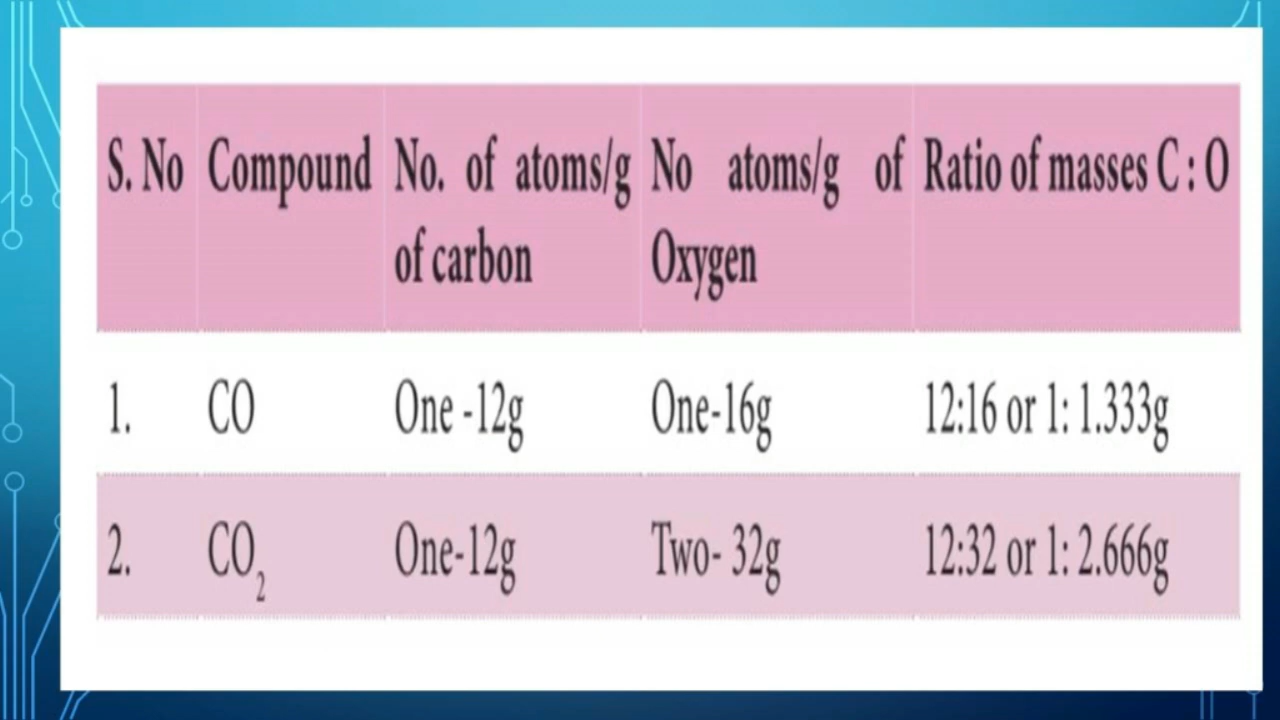 S. No Compound No. of atoms/g of carbon No atoms/g of Oxygen Ratio of masses C : O
1. CO One -12g One-16g 12:16 or 1: 1.333g
2. CO₂ One-12g Two- 32g 12:32 or 1: 2.666g